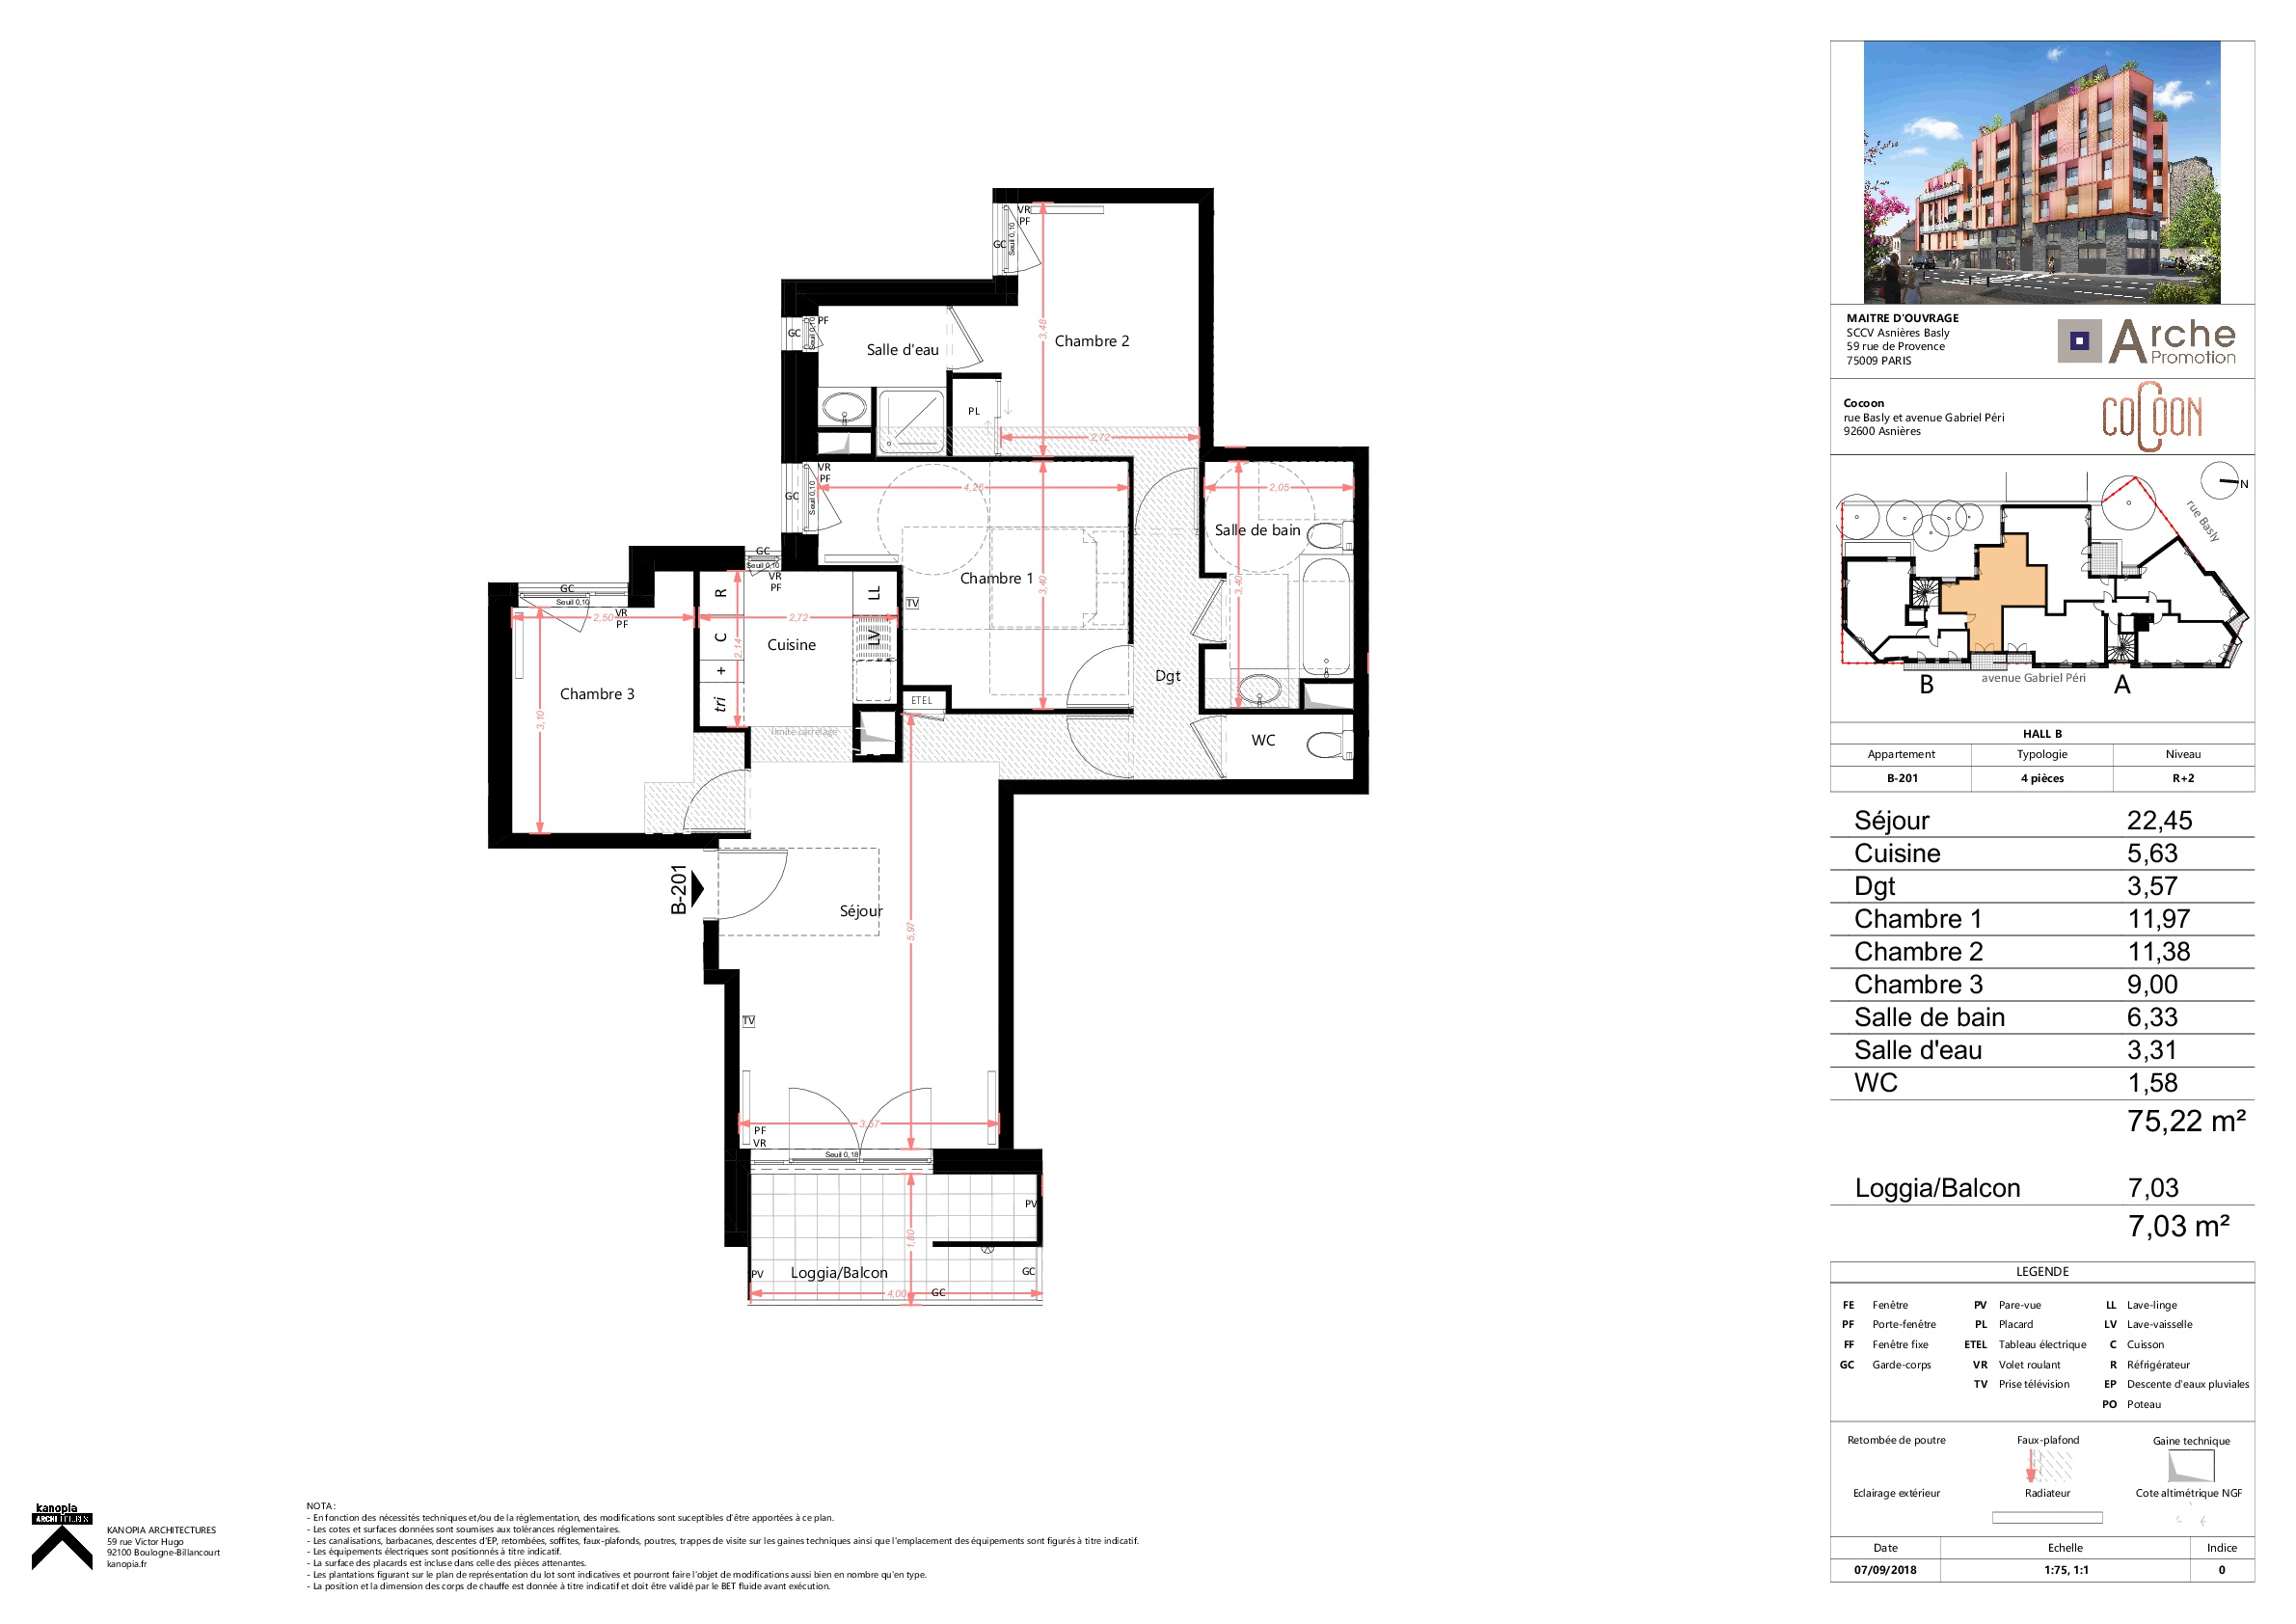 VR
PF
GC
Seuil 0,10
3,48
Chambre 2
GC
Seuil 0,10
PF
Salle d'eau
PL
2,72
VR
PF
GC
Seuil 0,10
4,26
2,05
Salle de bain
3,40
Chambre 1
3,40
TV
GC
Seuil 0,10
VR
PF
GC
Seuil 0,10
VR
PF
2,50
R
LL
2,72
C
2,14
Cuisine
LV
+
tri
Chambre 3
3,10
Dgt
ETEL
limite carrelage
WC
B-201
Séjour
5,97
TV
3,57
PF
VR
Seuil 0,18
PV
1,80
PV
Loggia/Balcon
GC
4,00
GC
MAITRE D'OUVRAGE
SCCV Asnières Basly
59 rue de Provence
75009 PARIS
Arche
Promotion
Cocoon
rue Basly et avenue Gabriel Péri
92600 Asnières
COCOON
N
rue Basly
B
avenue Gabriel Péri
A
HALL B
Appartement Typologie Niveau
B-201 4 pièces R+2
Séjour 22,45
Cuisine 5,63
Dgt 3,57
Chambre 1 11,97
Chambre 2 11,38
Chambre 3 9,00
Salle de bain 6,33
Salle d'eau 3,31
WC 1,58
75,22 m²
Loggia/Balcon 7,03
7,03 m²
LEGENDE
FE Fenêtre PV Pare-vue LL Lave-linge
PF Porte-fenêtre PL Placard LV Lave-vaisselle
FF Fenêtre fixe ETEL Tableau électrique C Cuisson
GC Garde-corps VR Volet roulant R Réfrigérateur
TV Prise télévision EP Descente d'eaux pluviales
PO Poteau
Retombée de poutre Faux-plafond Gaine technique
Eclairage extérieur Radiateur Cote altimétrique NGF
Date Echelle Indice
07/09/2018 1:75, 1:1 0
kanopia
ARCHITECTURES
KANOPIA ARCHITECTURES
59 rue Victor Hugo
92100 Boulogne-Billancourt
kanopia.fr
NOTA :
- En fonction des nécessités techniques et/ou de la réglementation, des modifications sont suceptibles d'être apportées à ce plan.
- Les cotes et surfaces données sont soumises aux tolérances réglementaires.
- Les canalisations, barbacanes, descentes d'EP, retombées, soffites, faux-plafonds, poutres, trappes de visite sur les gaines techniques ainsi que l'emplacement des équipements sont figurés à titre indicatif.
- Les équipements électriques sont positionnés à titre indicatif.
- La surface des placards est incluse dans celle des pièces attenantes.
- Les plantations figurant sur le plan de représentation du lot sont indicatives et pourront faire l'objet de modifications aussi bien en nombre qu'en type.
- La position et la dimension des corps de chauffe est donnée à titre indicatif et doit être validé par le BET fluide avant exécution.